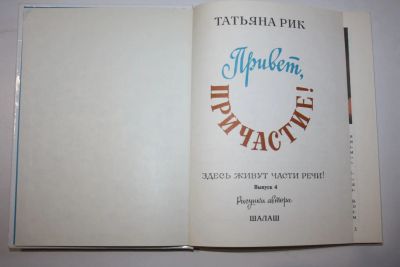 ТАТЬЯНА РИК
Привет,
ПРИЧАСТИЕ!
ЗДЕСЬ ЖИВУТ ЧАСТИ РЕЧИ!
Выпуск 4
Рисунки автора
ШАЛАШ